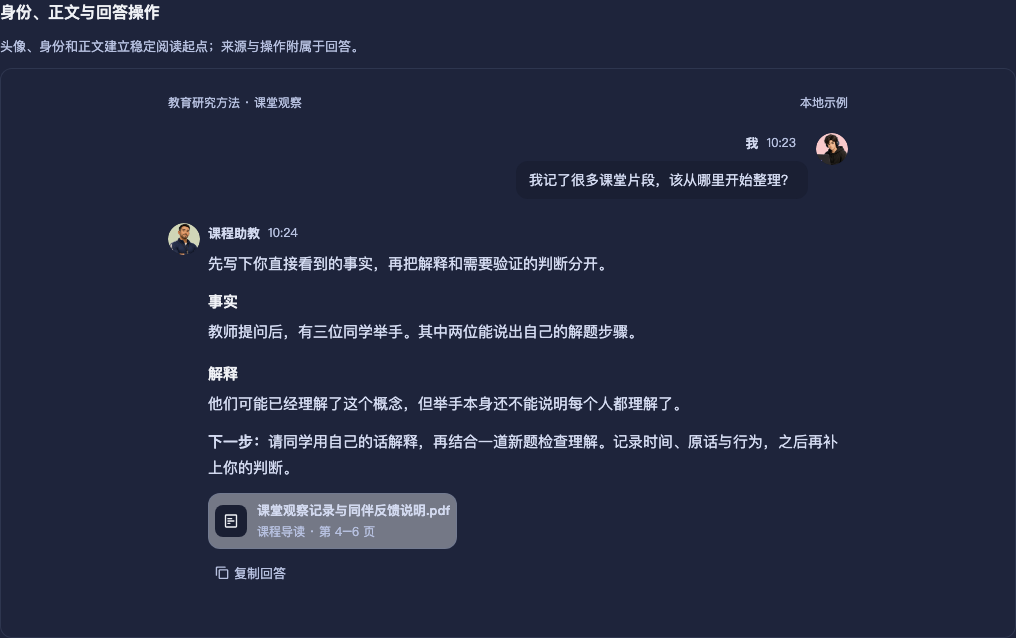 身份、正文与回答操作
头像、身份和正文建立稳定阅读起点；来源与操作附属于回答。
教育研究方法 · 课堂观察
本地示例
我 10:23
我记了很多课堂片段，该从哪里开始整理？
课程助教 10:24
先写下你直接看到的事实，再把解释和需要验证的判断分开。
事实
教师提问后，有三位同学举手。其中两位能说出自己的解题步骤。
解释
他们可能已经理解了这个概念，但举手本身还不能说明每个人都理解了。
下一步：请同学用自己的话解释，再结合一道新题检查理解。记录时间、原话与行为，之后再补
上你的判断。
课堂观察记录与同伴反馈说明.pdf
课程导读 · 第 4–6 页
复制回答